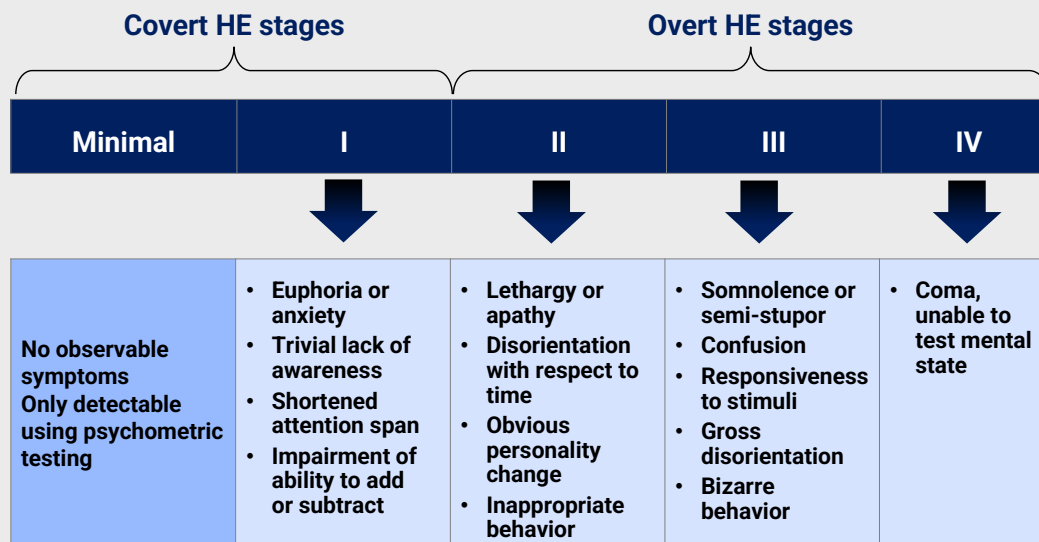 Covert HE stages
Overt HE stages
Minimal
I
II
III
IV
No observable
symptoms
Only detectable
using psychometric
testing
• Euphoria or
anxiety
• Trivial lack of
awareness
• Shortened
attention span
• Impairment of
ability to add
or subtract
• Lethargy or
apathy
• Disorientation
with respect to
time
• Obvious
personality
change
• Inappropriate
behavior
• Somnolence or
semi-stupor
• Confusion
• Responsiveness
to stimuli
• Gross
disorientation
• Bizarre
behavior
• Coma,
unable to
test mental
state